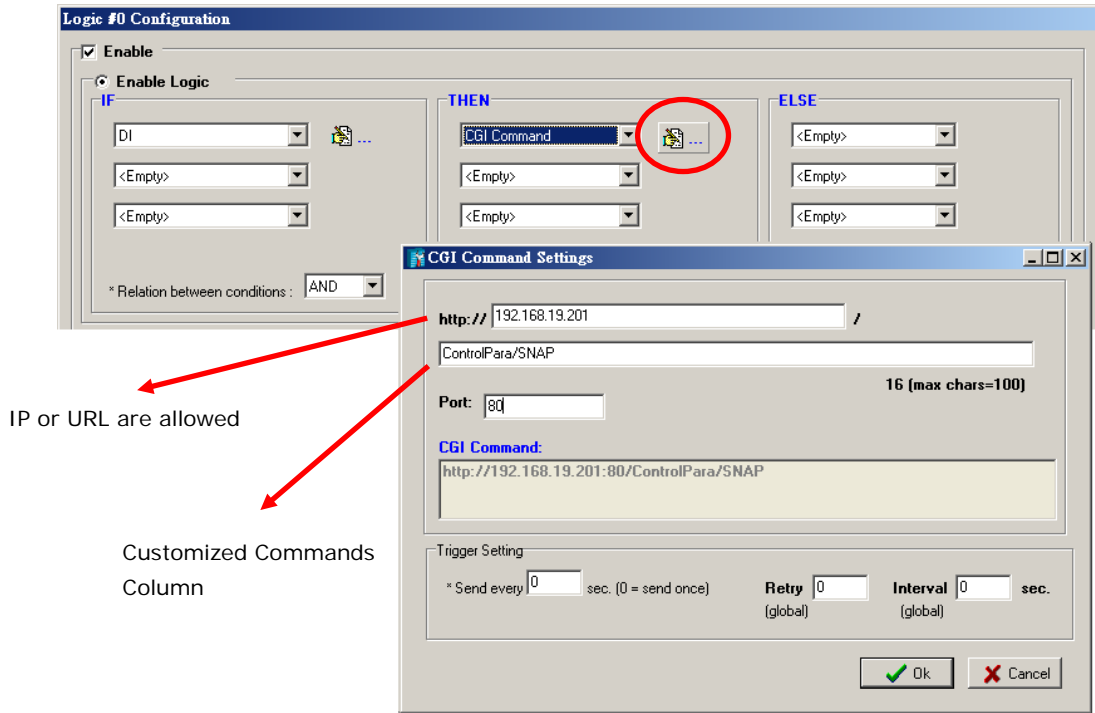 Logic #0 Configuration
Enable
Enable Logic
IF
THEN
ELSE
DI
...
CGI Command
...
<Empty>
<Empty>
<Empty>
<Empty>
<Empty>
<Empty>
<Empty>
* Relation between conditions :
AND
CGI Command Settings
http://
192.168.19.201
/
ControlPara/SNAP
16 (max chars=100)
Port:
80
CGI Command:
http://192.168.19.201:80/ControlPara/SNAP
Trigger Setting
* Send every 0 sec. (0 = send once)
Retry 0
(global)
Interval 0 sec.
(global)
Ok
Cancel
IP or URL are allowed
Customized Commands
Column